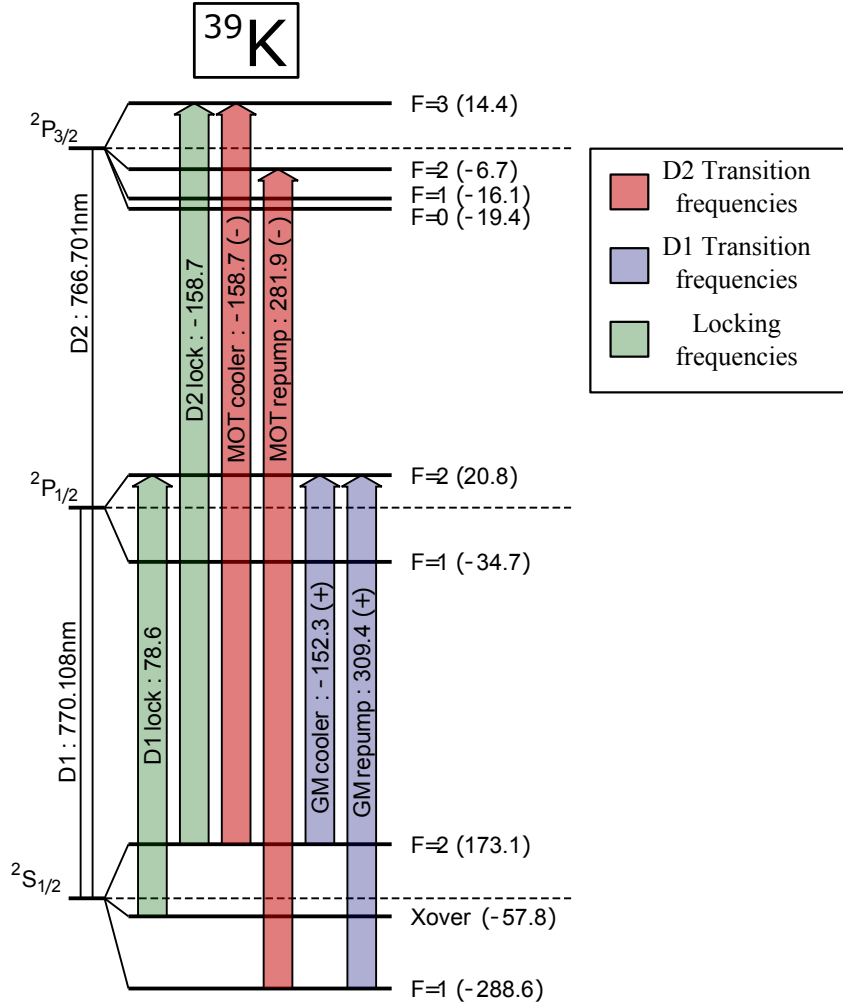 39K
2P3/2
F=3 (14.4)
F=2 (-6.7)
F=1 (-16.1)
F=0 (-19.4)
D2 Transition
frequencies
D1 Transition
frequencies
Locking
frequencies
D2 : 766.701nm
D2 lock : -158.7
MOT cooler : -158.7 (-)
MOT repump : 281.9 (-)
2P1/2
F=2 (20.8)
F=1 (-34.7)
D1 : 770.108nm
D1 lock : 78.6
GM cooler : -152.3 (+)
GM repump : 309.4 (+)
2S1/2
F=2 (173.1)
Xover (-57.8)
F=1 (-288.6)